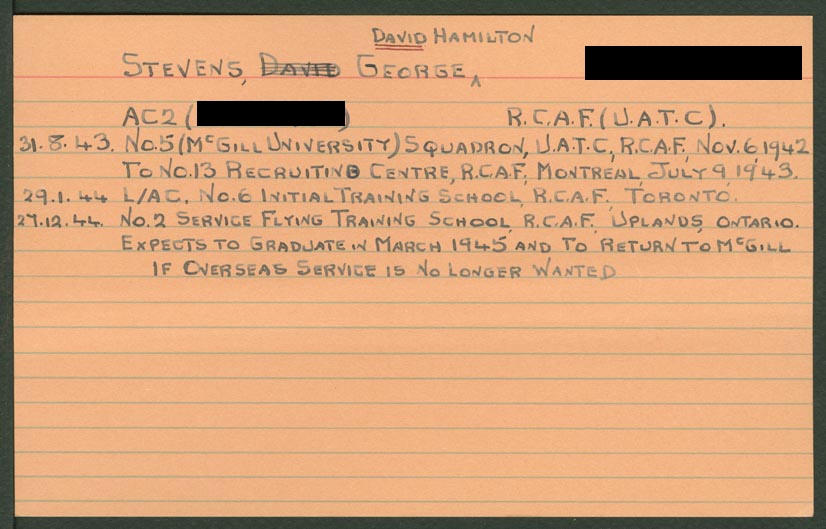 DAVID HAMILTON
STEVENS, DAVID GEORGE ^
AC2 ( ) R.C.A.F. (U.A.T.C).
31.8.43. NO.5 (McGILL UNIVERSITY) SQUADRON, U.A.T.C, R.C.A.F, NOV. 6, 1942
TO NO.13 RECRUITING CENTRE, R.C.A.F, MONTREAL, JULY 9, 1943.
29.1.44 L/AC, NO.6 INITIAL TRAINING SCHOOL, R.C.A.F. TORONTO.
27.12.44. NO.2 SERVICE FLYING TRAINING SCHOOL, R.C.A.F. UPLANDS, ONTARIO.
EXPECTS TO GRADUATE IN MARCH 1945 AND TO RETURN TO McGILL
IF OVERSEAS SERVICE IS NO LONGER WANTED